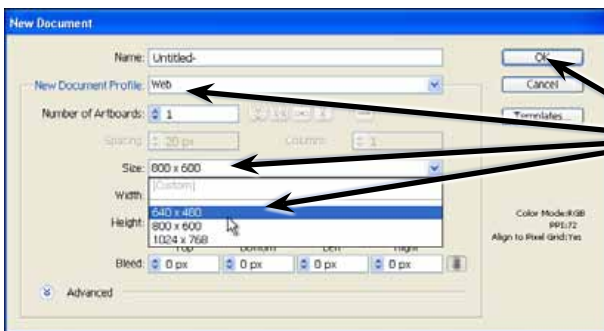 New Document
Name: Untitled-
OK
New Document Profile: Web
Cancel
Number of Artboards: 1
Templates...
Spacing: 20 px Columns: 1
Size: 800 x 600
[Custom]
Width:
640 x 480
Height: 800 x 600
1024 x 768
Color Mode:RGB
PPI:72
Align to Pixel Grid:Yes
Top Bottom Left Right
Bleed: 0 px 0 px 0 px 0 px
Advanced